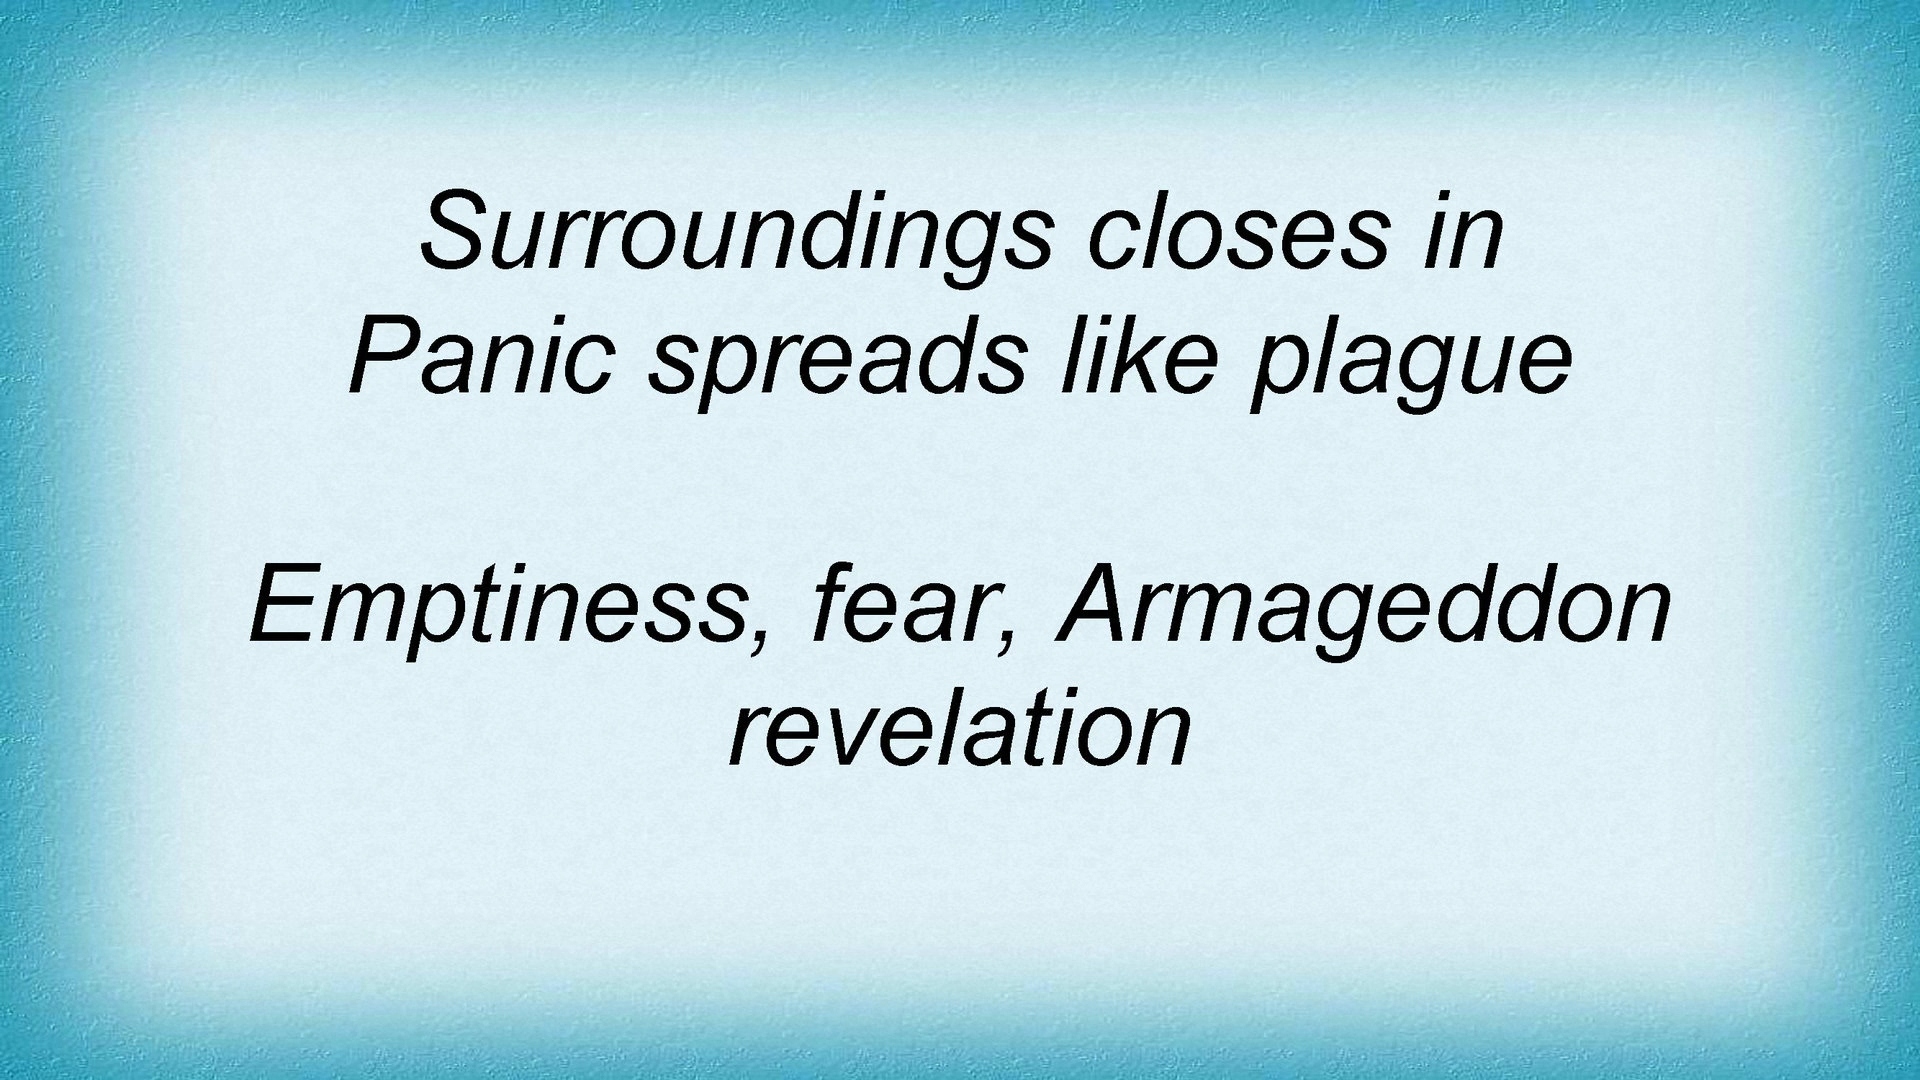 Surroundings closes in
Panic spreads like plague
Emptiness, fear, Armageddon
revelation